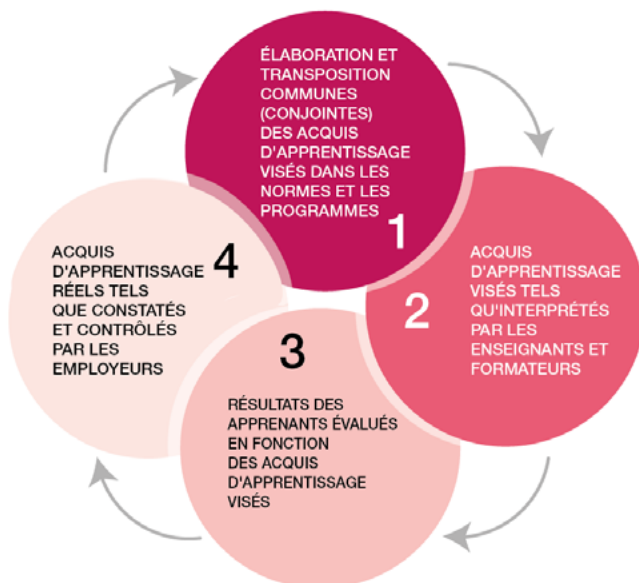 ÉLABORATION ET
TRANSPOSITION
COMMUNES
(CONJOINTES)
DES ACQUIS
D'APPRENTISSAGE
VISÉS DANS LES
NORMES ET LES
PROGRAMMES
1
ACQUIS
D'APPRENTISSAGE
VISÉS TELS
QU'INTERPRÉTÉS
PAR LES
ENSEIGNANTS ET
FORMATEURS
2
3
RÉSULTATS DES
APPRENANTS ÉVALUÉS
EN FONCTION
DES ACQUIS
D'APPRENTISSAGE
VISÉS
4
ACQUIS
D'APPRENTISSAGE
RÉELS TELS
QUE CONSTATÉS
ET CONTRÔLÉS
PAR LES
EMPLOYEURS